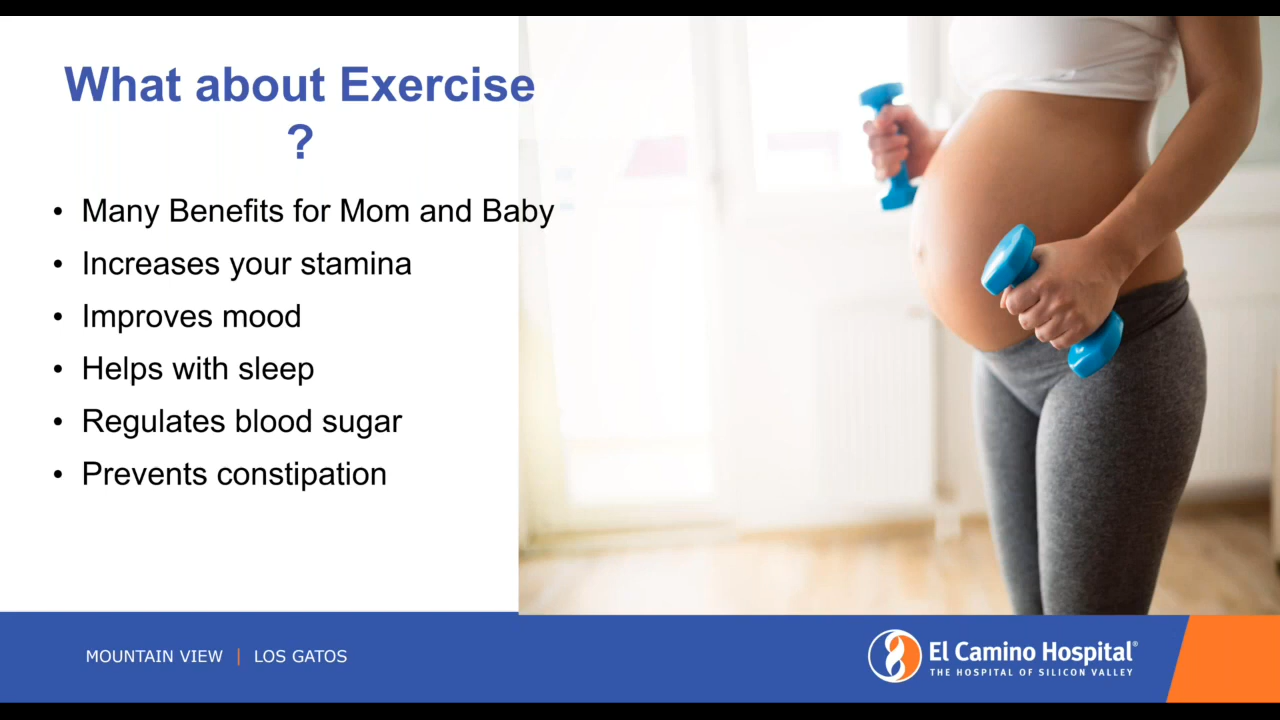 What about Exercise
?
• Many Benefits for Mom and Baby
• Increases your stamina
• Improves mood
• Helps with sleep
• Regulates blood sugar
• Prevents constipation
MOUNTAIN VIEW | LOS GATOS
El Camino Hospital®
THE HOSPITAL OF SILICON VALLEY